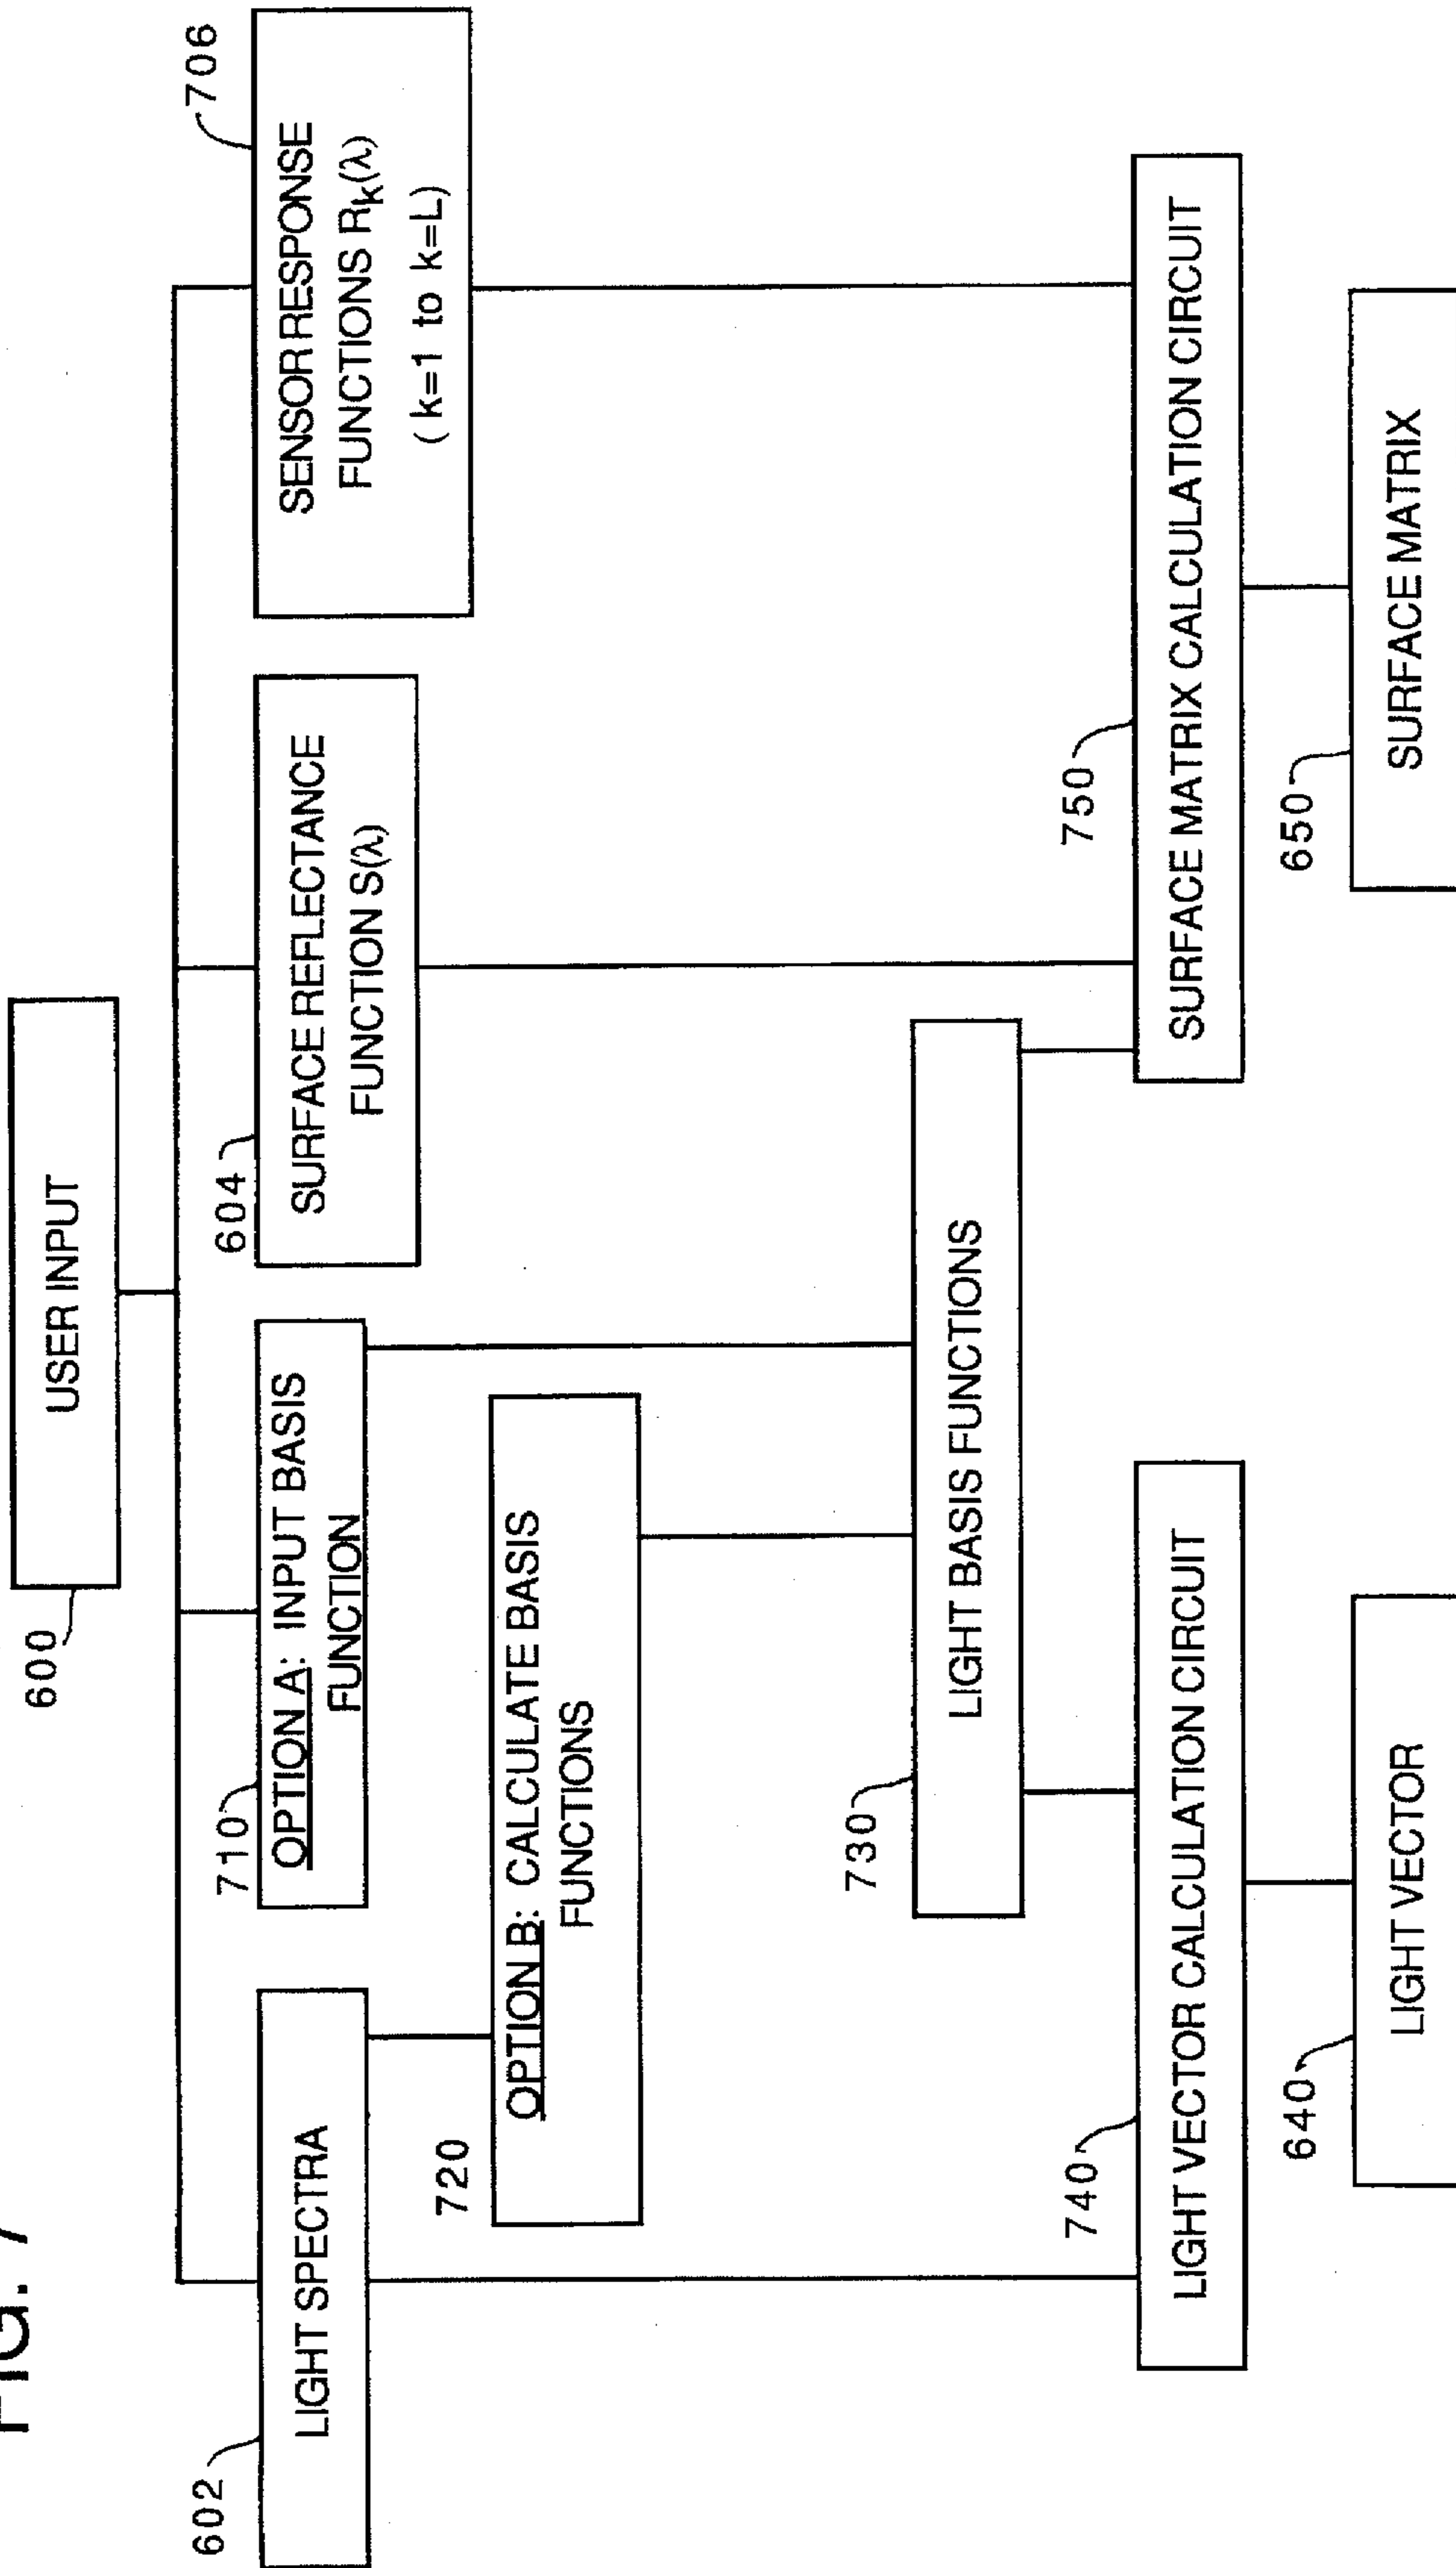 FIG. 7
600
USER INPUT
602
LIGHT SPECTRA
710
OPTION A: INPUT BASIS
FUNCTION
604
SURFACE REFLECTANCE
FUNCTION S(λ)
706
SENSOR RESPONSE
FUNCTIONS Rk(λ)
(k=1 to k=L)
720
OPTION B: CALCULATE BASIS
FUNCTIONS
730
LIGHT BASIS FUNCTIONS
740
LIGHT VECTOR CALCULATION CIRCUIT
750
SURFACE MATRIX CALCULATION CIRCUIT
640
LIGHT VECTOR
650
SURFACE MATRIX